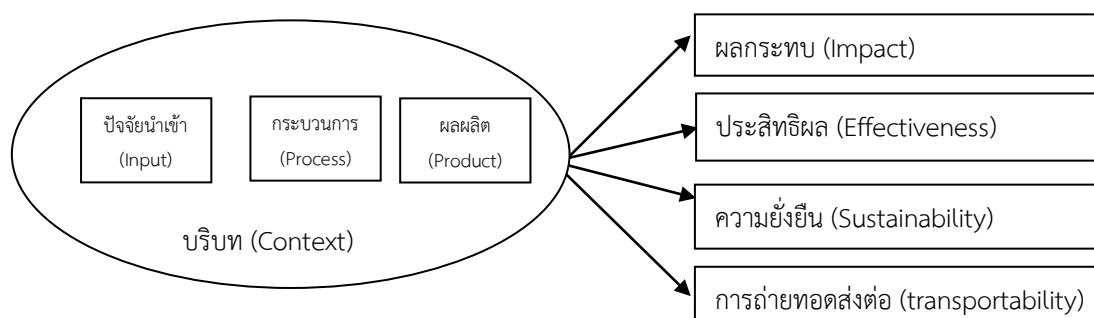 ปัจจัยนำเข้า
(Input)
กระบวนการ
(Process)
ผลผลิต
(Product)
บริบท (Context)
ผลกระทบ (Impact)
ประสิทธิผล (Effectiveness)
ความยั่งยืน (Sustainability)
การถ่ายทอดส่งต่อ (transportability)